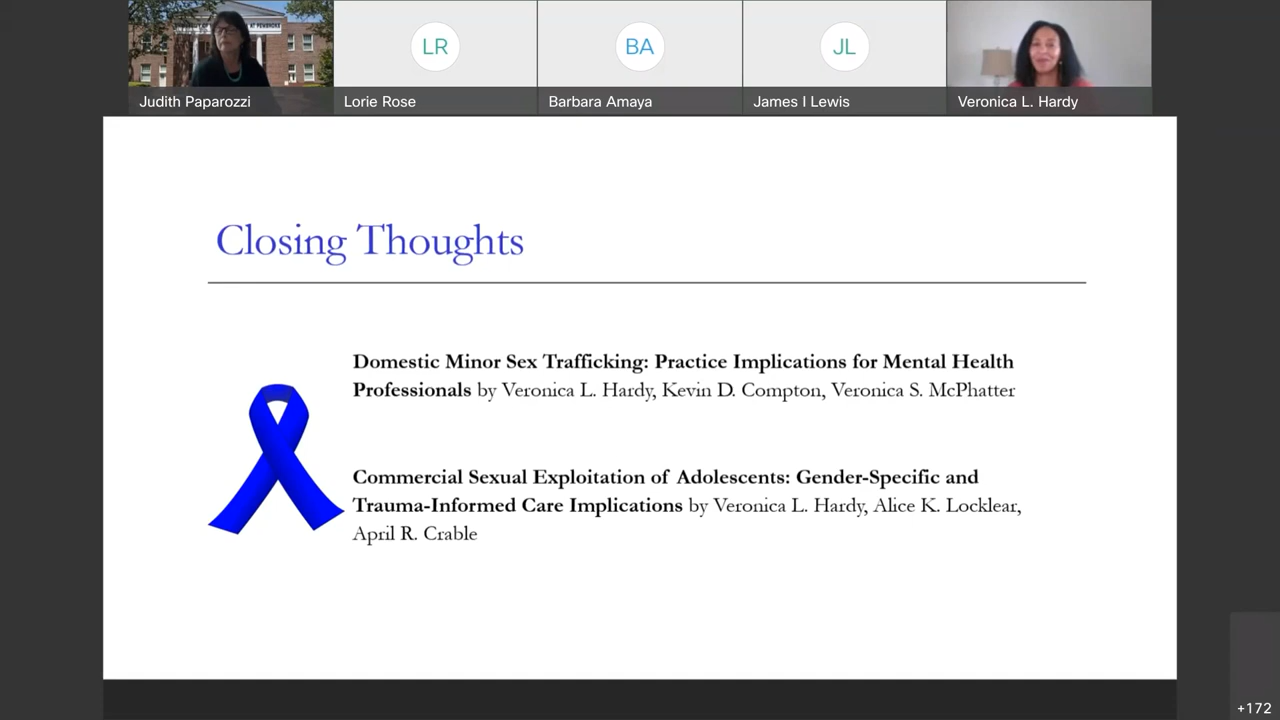 LR
BA
JL
Judith Paparozzi
Lorie Rose
Barbara Amaya
James I Lewis
Veronica L. Hardy
Closing Thoughts
Domestic Minor Sex Trafficking: Practice Implications for Mental Health
Professionals by Veronica L. Hardy, Kevin D. Compton, Veronica S. McPhatter
Commercial Sexual Exploitation of Adolescents: Gender-Specific and
Trauma-Informed Care Implications by Veronica L. Hardy, Alice K. Locklear,
April R. Crable
+172